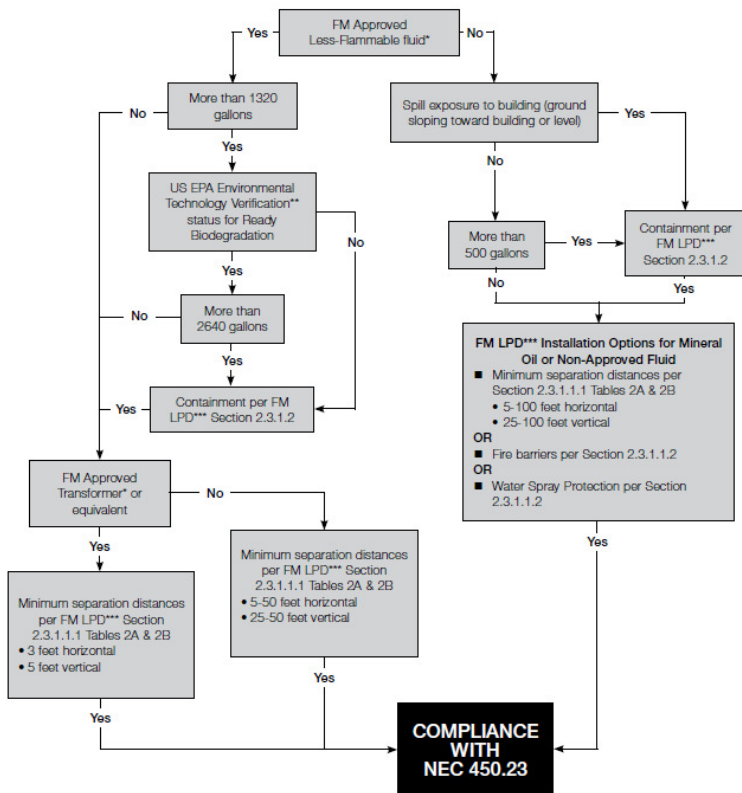 FM Approved
Less-Flammable fluid*
Yes
No
More than 1320
gallons
No
Yes
Spill exposure to building (ground
sloping toward building or level)
Yes
No
US EPA Environmental
Technology Verification**
status for Ready
Biodegradation
No
Yes
More than
500 gallons
Yes
No
Containment per
FM LPD***
Section 2.3.1.2
Yes
More than
2640 gallons
No
Yes
Containment per FM
LPD*** Section 2.3.1.2
Yes
FM LPD*** Installation Options for Mineral
Oil or Non-Approved Fluid
■ Minimum separation distances per
Section 2.3.1.1.1 Tables 2A & 2B
• 5-100 feet horizontal
• 25-100 feet vertical
OR
■ Fire barriers per Section 2.3.1.1.2
OR
■ Water Spray Protection per Section
2.3.1.1.2
Yes
FM Approved
Transformer* or
equivalent
No
Yes
Minimum separation distances
per FM LPD*** Section
2.3.1.1.1 Tables 2A & 2B
• 5-50 feet horizontal
• 25-50 feet vertical
Yes
Minimum separation distances
per FM LPD*** Section
2.3.1.1.1 Tables 2A & 2B
• 3 feet horizontal
• 5 feet vertical
Yes
COMPLIANCE
WITH
NEC 450.23